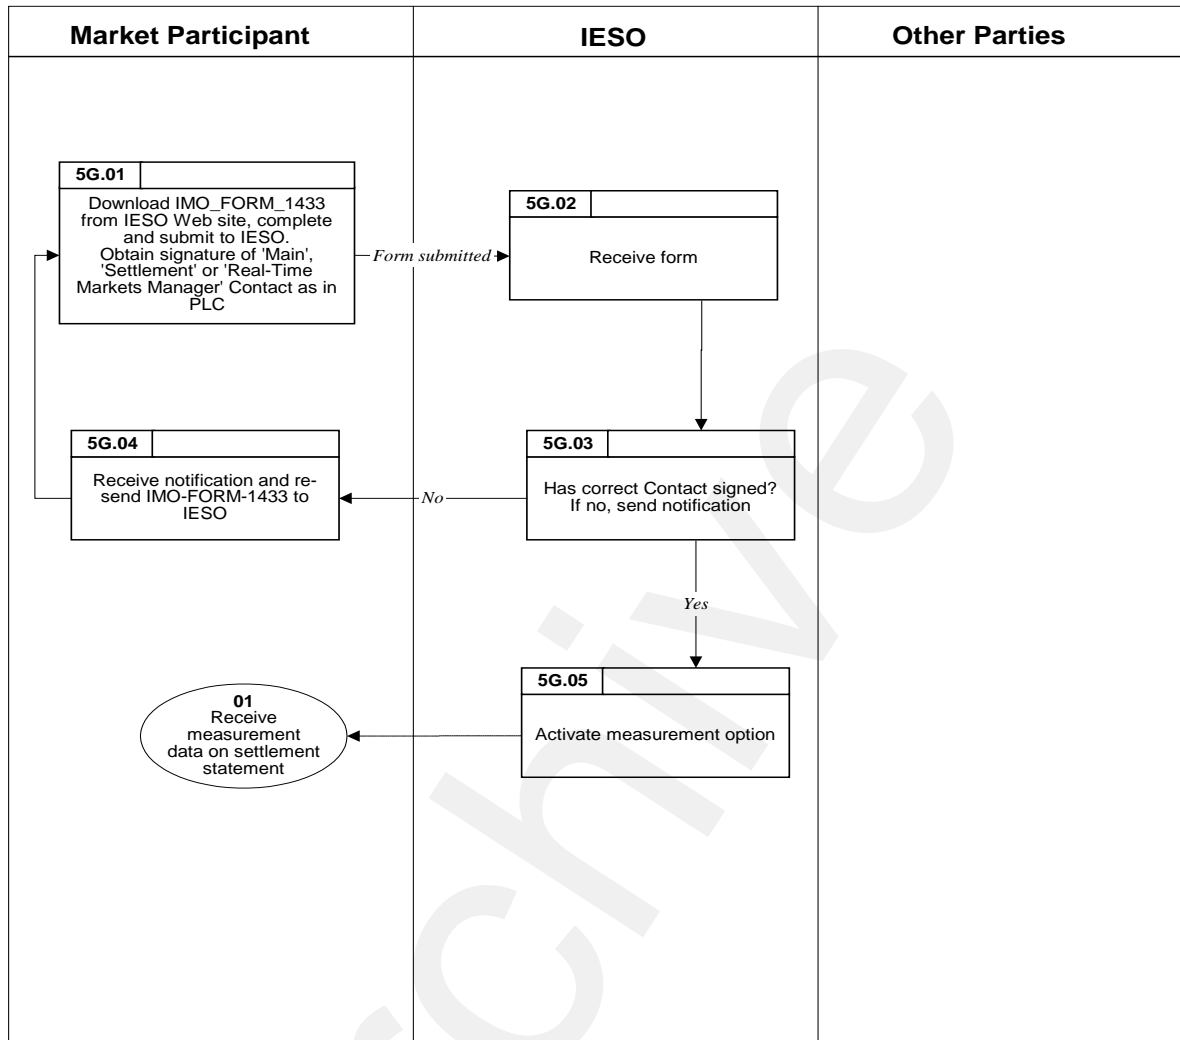 Market Participant
IESO
Other Parties
5G.01
Download IMO_FORM_1433
from IESO Web site, complete
and submit to IESO.
Obtain signature of 'Main',
'Settlement' or 'Real-Time
Markets Manager' Contact as in
PLC
Form submitted
5G.02
Receive form
5G.04
Receive notification and re-
send IMO-FORM-1433 to
IESO
No
5G.03
Has correct Contact signed?
If no, send notification
Yes
5G.05
Activate measurement option
01
Receive
measurement
data on settlement
statement